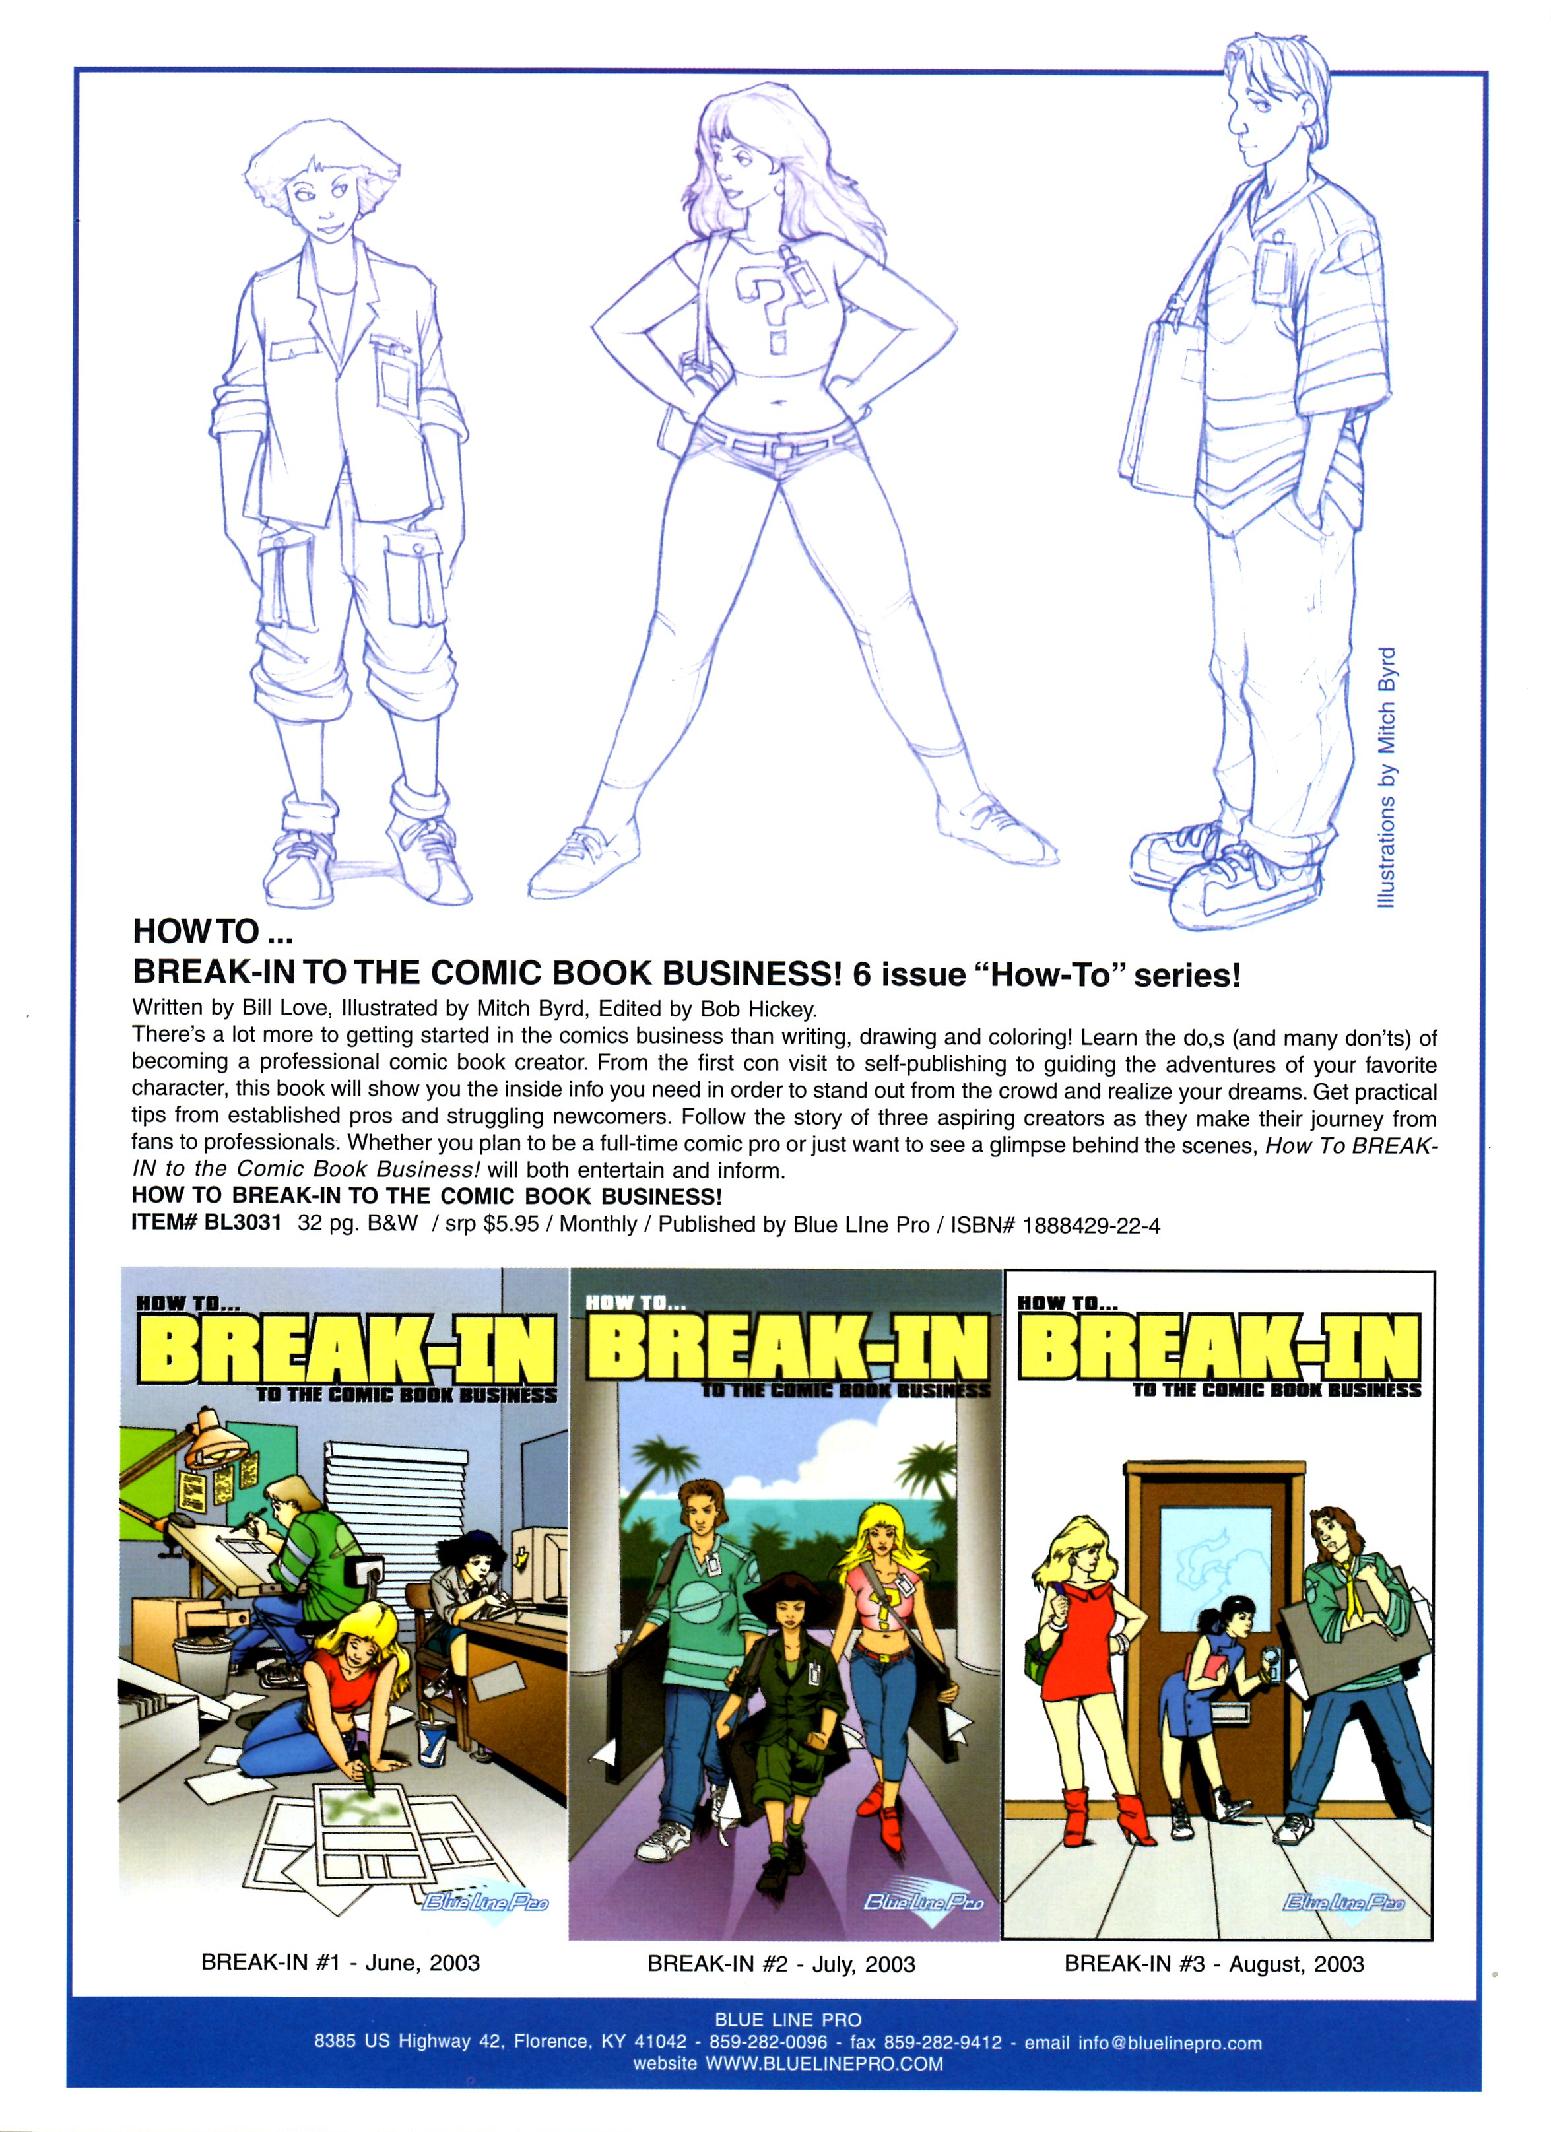 ?
Illustrations by Mitch Byrd
HOW TO ...
BREAK-IN TO THE COMIC BOOK BUSINESS! 6 issue “How-To” series!
Written by Bill Love, Illustrated by Mitch Byrd, Edited by Bob Hickey.
There's a lot more to getting started in the comics business than writing, drawing and coloring! Learn the do,s (and many don'ts) of
becoming a professional comic book creator. From the first con visit to self-publishing to guiding the adventures of your favorite
character, this book will show you the inside info you need in order to stand out from the crowd and realize your dreams. Get practical
tips from established pros and struggling newcomers. Follow the story of three aspiring creators as they make their journey from
fans to professionals. Whether you plan to be a full-time comic pro or just want to see a glimpse behind the scenes, How To BREAK-
IN to the Comic Book Business! will both entertain and inform.
HOW TO BREAK-IN TO THE COMIC BOOK BUSINESS!
ITEM# BL3031 32 pg. B&W / srp $5.95 / Monthly / Published by Blue LIne Pro / ISBN# 1888429-22-4
HOW TO...
BREAK-IN
TO THE COMIC BOOK BUSINESS
Blue Line Pro
BREAK-IN #1 - June, 2003
HOW TO...
BREAK-IN
TO THE COMIC BOOK BUSINESS
?
Blue Line Pro
BREAK-IN #2 - July, 2003
HOW TO...
BREAK-IN
TO THE COMIC BOOK BUSINESS
Blue Line Pro
BREAK-IN #3 - August, 2003
BLUE LINE PRO
8385 US Highway 42, Florence, KY 41042 - 859-282-0096 - fax 859-282-9412 - email info@bluelinepro.com
website WWW.BLUELINEPRO.COM